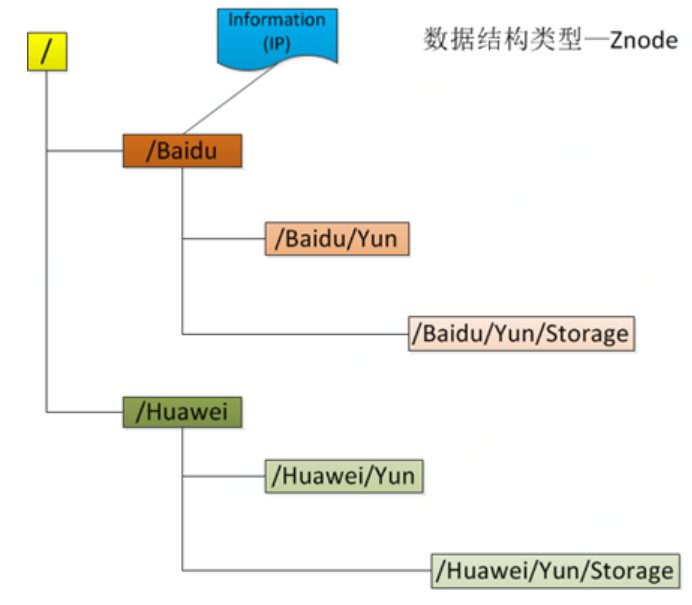 /
Information
(IP)
数据结构类型—Znode
/Baidu
/Baidu/Yun
/Baidu/Yun/Storage
/Huawei
/Huawei/Yun
/Huawei/Yun/Storage